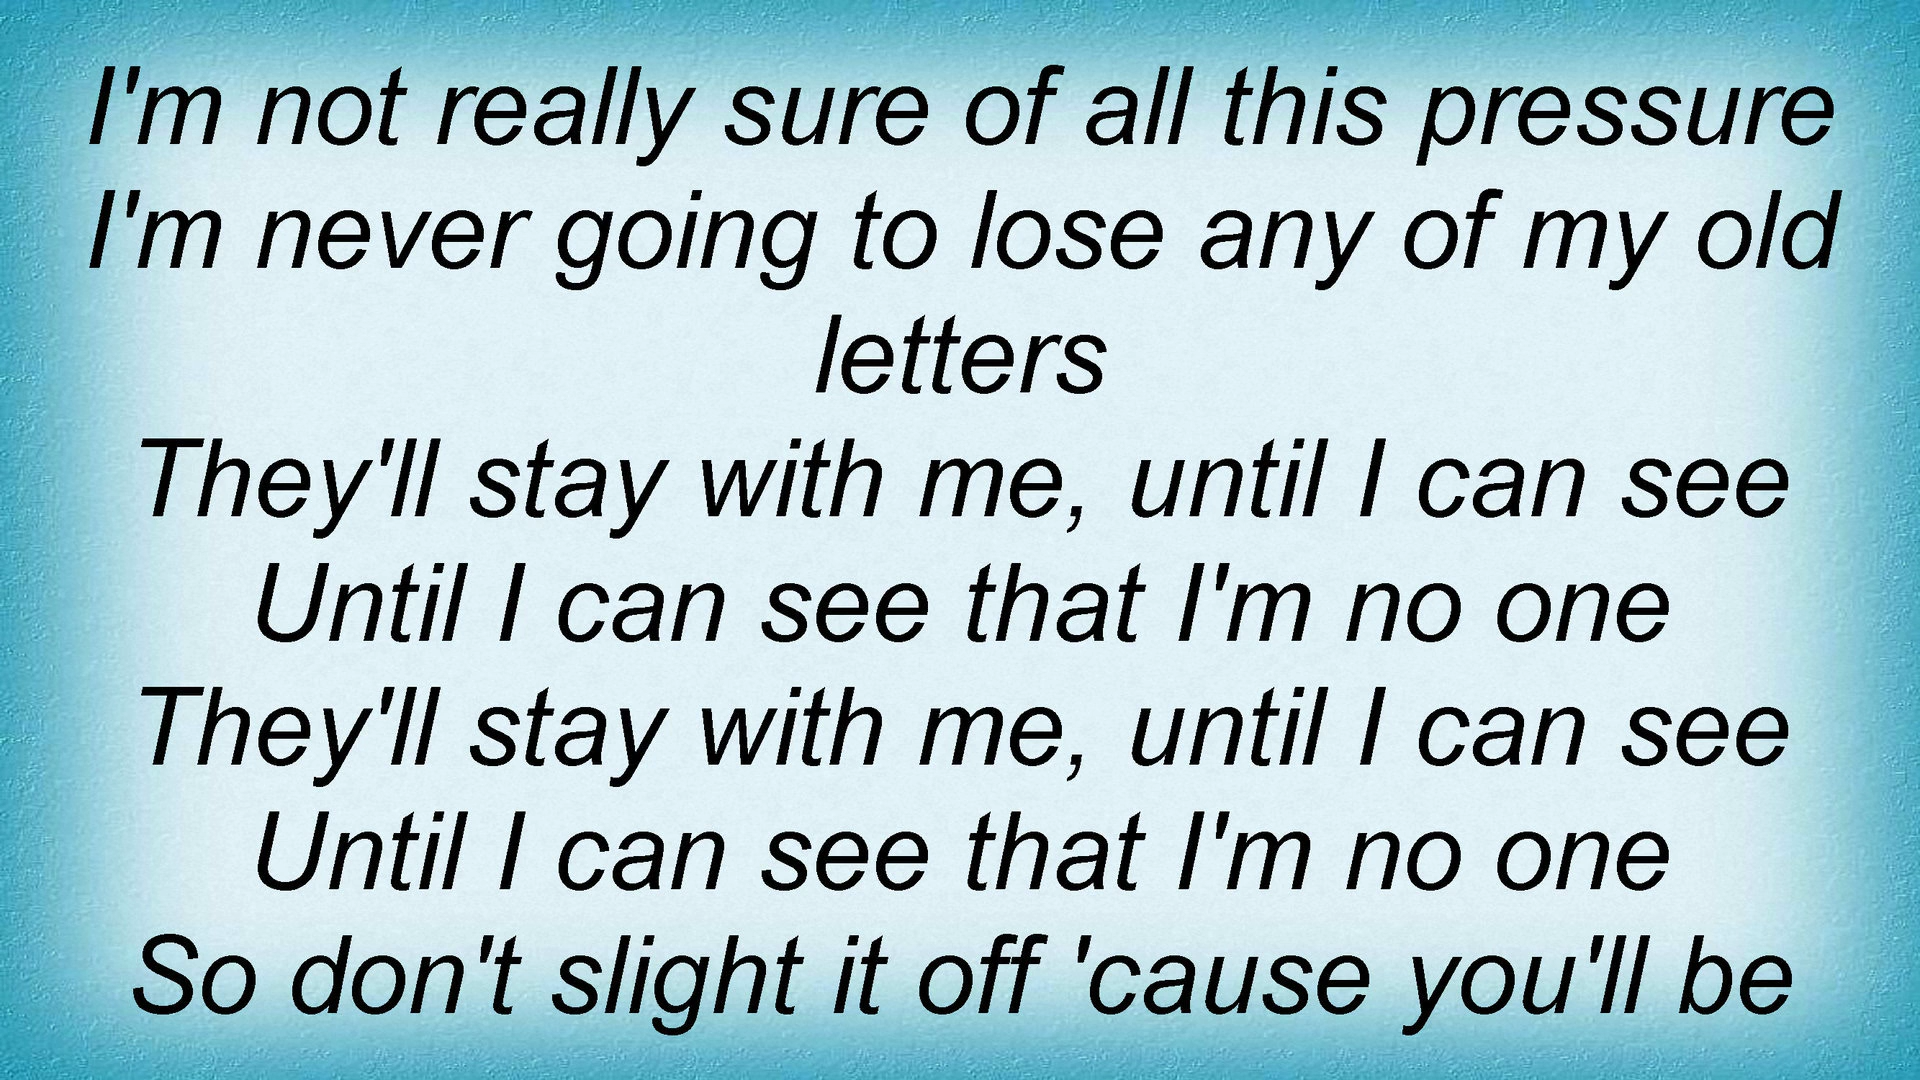 I'm not really sure of all this pressure
I'm never going to lose any of my old
letters
They'll stay with me, until I can see
Until I can see that I'm no one
They'll stay with me, until I can see
Until I can see that I'm no one
So don't slight it off 'cause you'll be